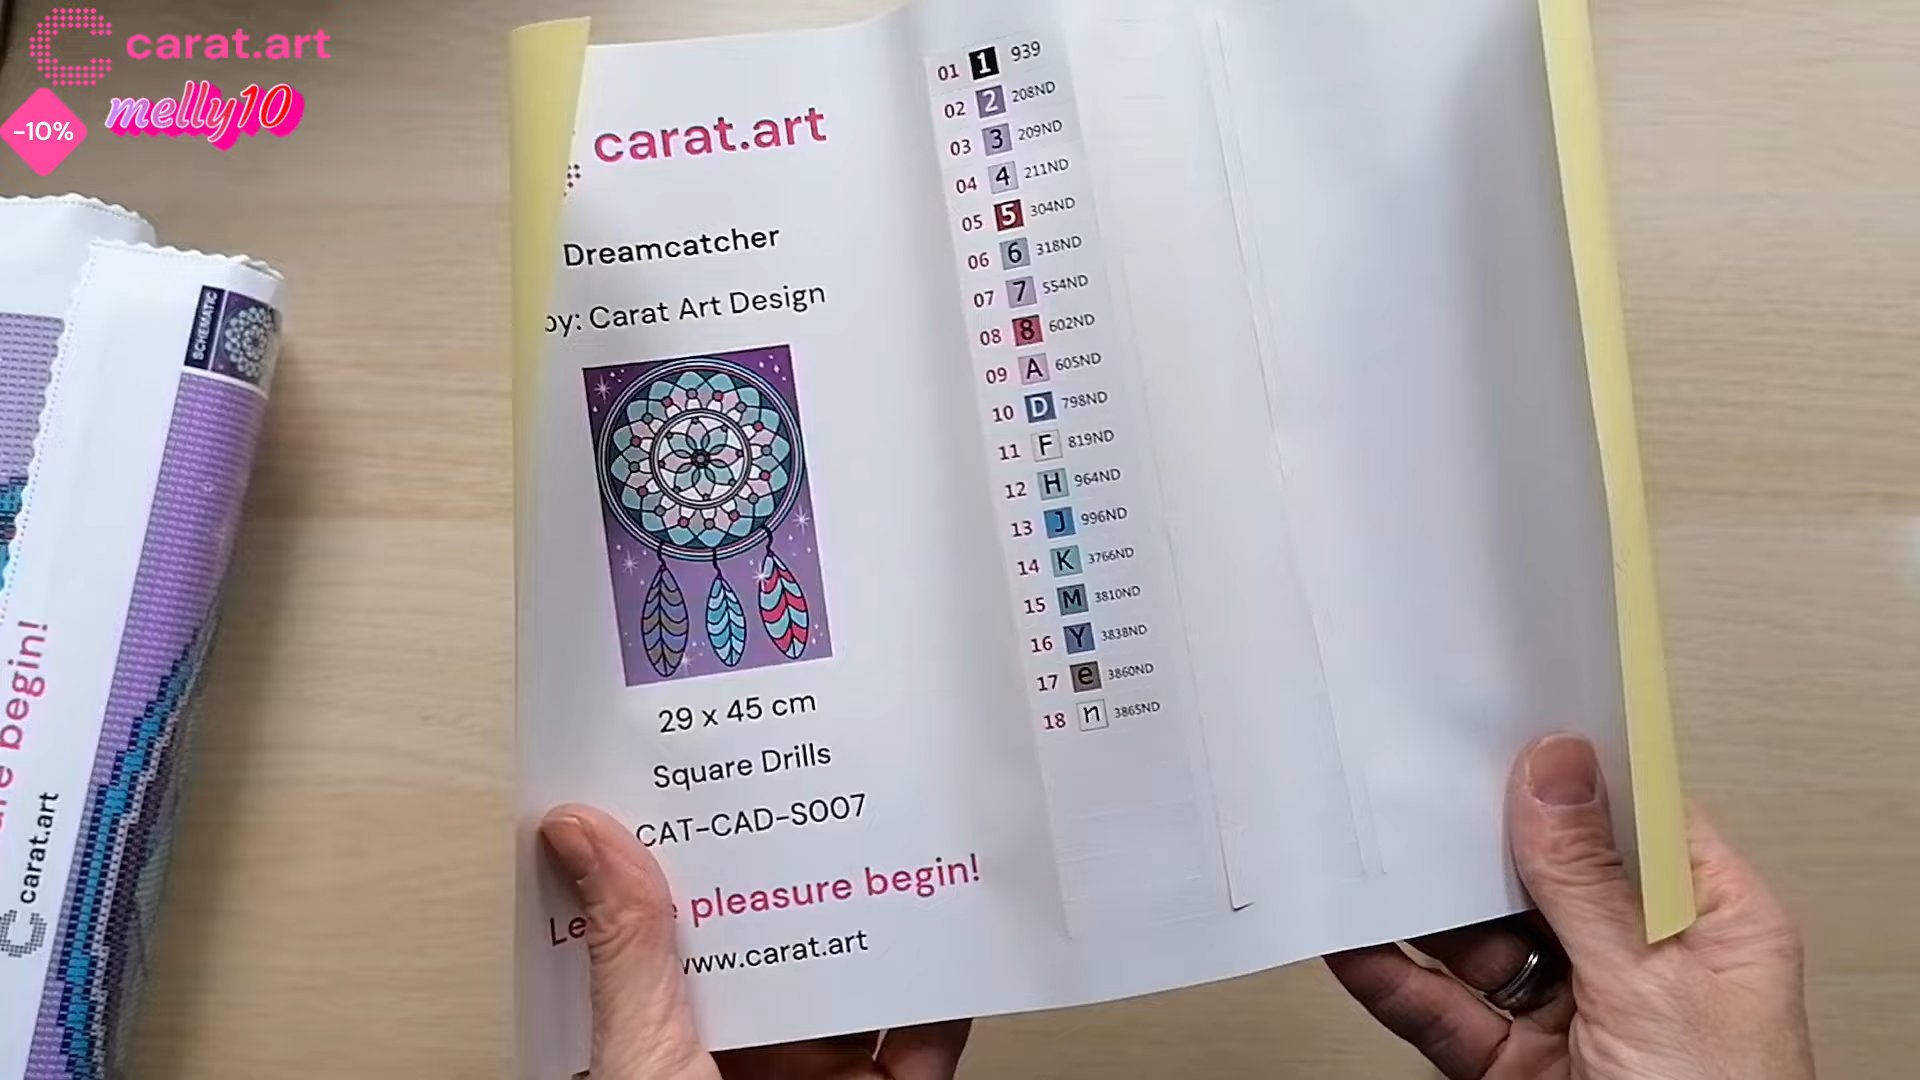 carat.art
melly10
-10%
carat.art
Dreamcatcher
by: Carat Art Design
29 x 45 cm
Square Drills
CAT-CAD-S007
pleasure begin!
www.carat.art
01 1 939
02 2 208ND
03 3 209ND
04 4 211ND
05 5 304ND
06 6 318ND
07 7 554ND
08 8 602ND
09 A 605ND
10 D 798ND
11 F 819ND
12 H 964ND
13 J 996ND
14 K 3766ND
15 M 3810ND
16 Y 3838ND
17 e 3860ND
18 n 3865ND
SCHEMATIC
begin!
carat.art